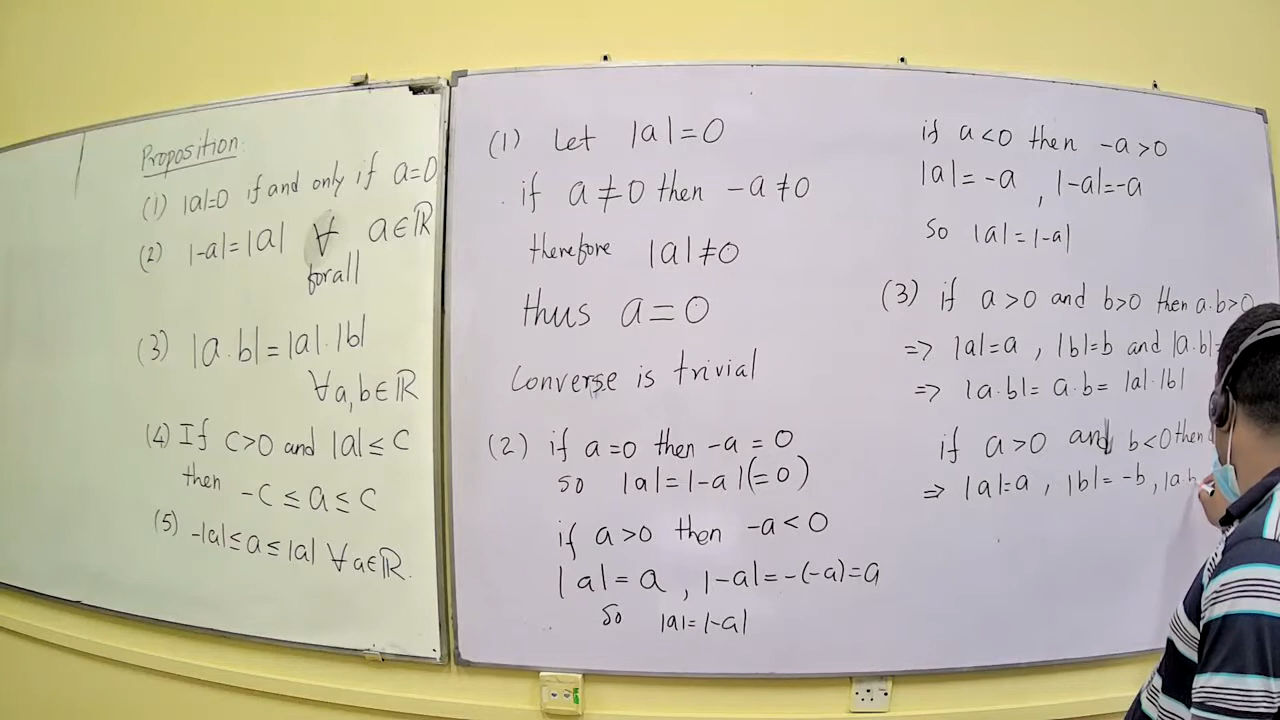 Proposition:
(1) |a|=0 if and only if a=0
(2) |-a|=|a| ∀ a∈ℝ
forall
(3) |a.b|=|a|.|b|
∀a,b∈ℝ
(4) If c>0 and |a|≤c
then -c≤a≤c
(5) -|a|≤a≤|a| ∀a∈ℝ.
(1) Let |a|=0
if a≠0 then -a≠0
therefore |a|≠0
thus a=0
Converse is trivial
(2) if a=0 then -a=0
so |a|=|-a|(=0)
if a>0 then -a<0
|a|=a, |-a|=-(-a)=a
So |a|=|-a|
if a<0 then -a>0
|a|=-a, |-a|=-a
So |a|=|-a|
(3) if a>0 and b>0 then a.b>0
=> |a|=a, |b|=b and |a.b|=
=> |a.b|=a.b=|a|.|b|
if a>0 and b<0 then
=> |a|=a, |b|=-b, |a.b